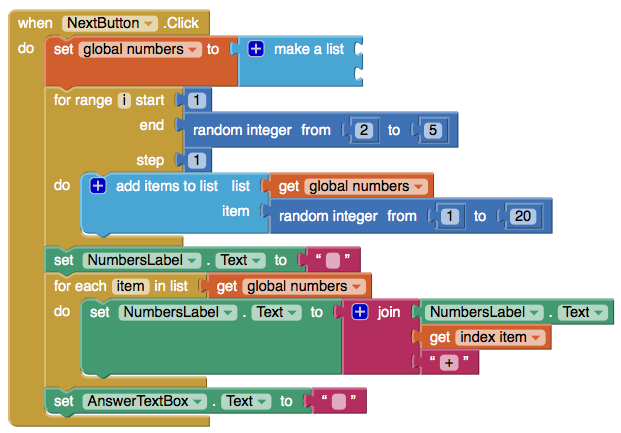 when NextButton .Click
do set global numbers to make a list
for range i start 1
end random integer from 2 to 5
step 1
do add items to list list get global numbers
item random integer from 1 to 20
set NumbersLabel . Text to " "
for each item in list get global numbers
do set NumbersLabel . Text to join NumbersLabel . Text
get index item
" + "
set AnswerTextBox . Text to " "